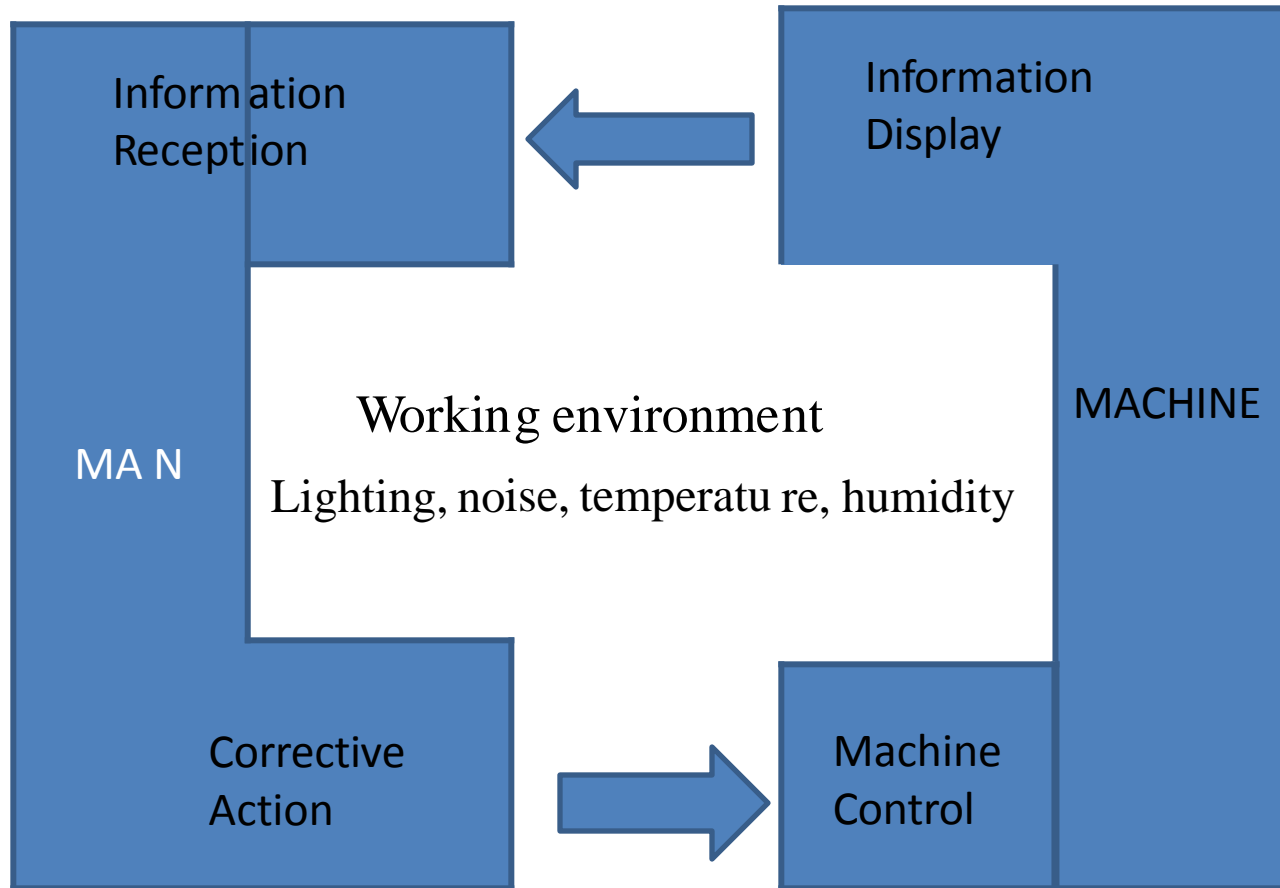 Information
Reception
Information
Display
Working environment
MACHINE
MA N
Lighting, noise, temperatu re, humidity
Corrective
Action
Machine
Control